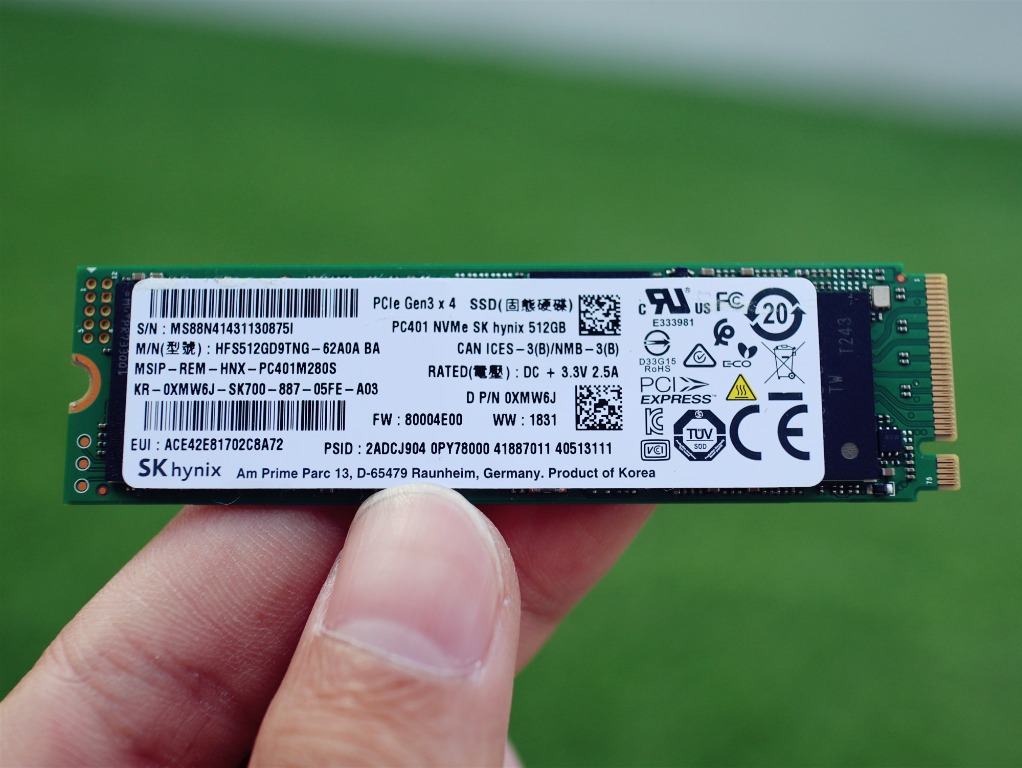 PCIe Gen3 x 4 SSD(固態硬碟)
S/N : MS88N41431130875I
PC401 NVMe SK hynix 512GB
M/N(型號) : HFS512GD9TNG-62A0A BA
CAN ICES-3(B)/NMB-3(B)
MSIP-REM-HNX-PC401M280S
RATED(電壓) : DC + 3.3V 2.5A
KR-0XMW6J-SK700-887-05FE-A03
D P/N 0XMW6J
FW : 80004E00 WW : 1831
EUI : ACE42E81702C8A72
PSID : 2ADCJ904 0PY78000 41887011 40513111
SK hynix
Am Prime Parc 13, D-65479 Raunheim, Germany. Product of Korea
c RU US
E333981
FC
20
D33G15
RoHS
E-CO
PCI
EXPRESS
VCI
TÜV
SÜD
CE
T243
TW